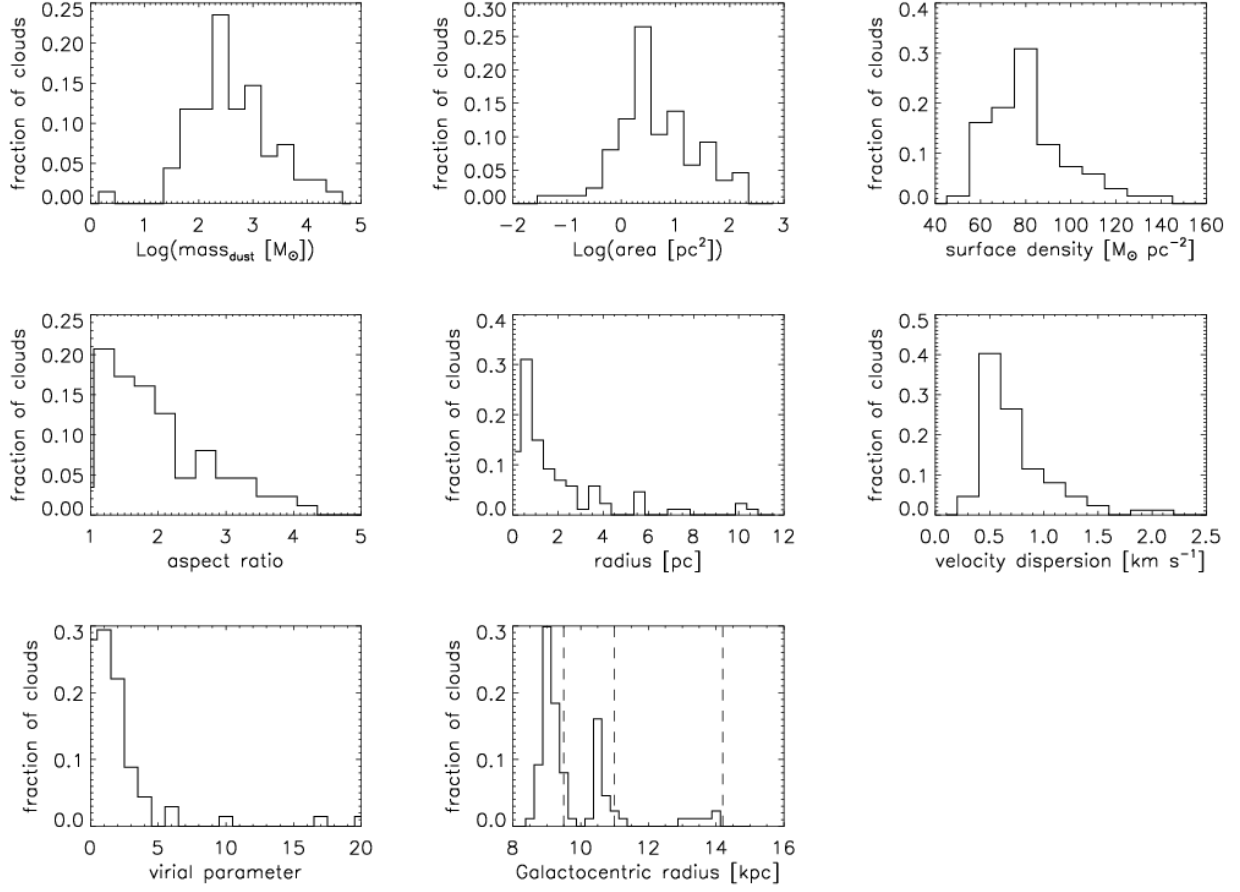 0.25
0.20
0.15
0.10
0.05
0.00
fraction of clouds
0 1 2 3 4 5
Log(mass_dust [M⊙])
0.30
0.25
0.20
0.15
0.10
0.05
0.00
fraction of clouds
−2 −1 0 1 2 3
Log(area [pc²])
0.4
0.3
0.2
0.1
0.0
fraction of clouds
40 60 80 100 120 140 160
surface density [M⊙ pc⁻²]
0.25
0.20
0.15
0.10
0.05
0.00
fraction of clouds
1 2 3 4 5
aspect ratio
0.4
0.3
0.2
0.1
0.0
fraction of clouds
0 2 4 6 8 10 12
radius [pc]
0.5
0.4
0.3
0.2
0.1
0.0
fraction of clouds
0.0 0.5 1.0 1.5 2.0 2.5
velocity dispersion [km s⁻¹]
0.3
0.2
0.1
0.0
fraction of clouds
0 5 10 15 20
virial parameter
0.3
0.2
0.1
0.0
fraction of clouds
8 10 12 14 16
Galactocentric radius [kpc]